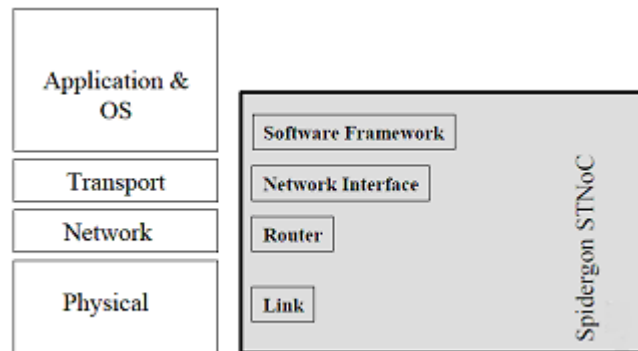 Application &
OS
Transport
Network
Physical
Software Framework
Network Interface
Router
Link
Spidergon STNoC